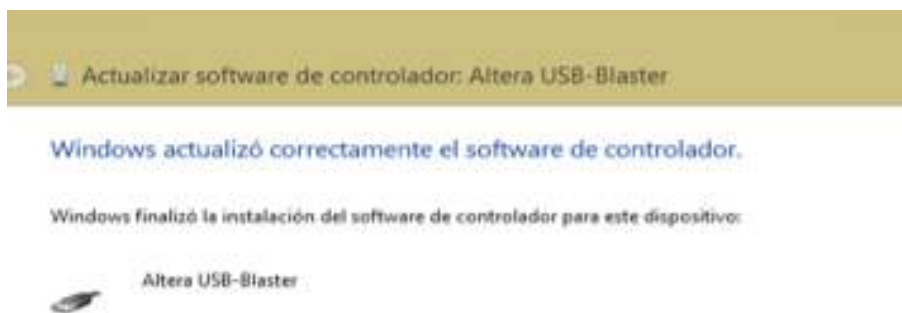 Actualizar software de controlador: Altera USB-Blaster
Windows actualizó correctamente el software de controlador.
Windows finalizó la instalación del software de controlador para este dispositivo:
Altera USB-Blaster